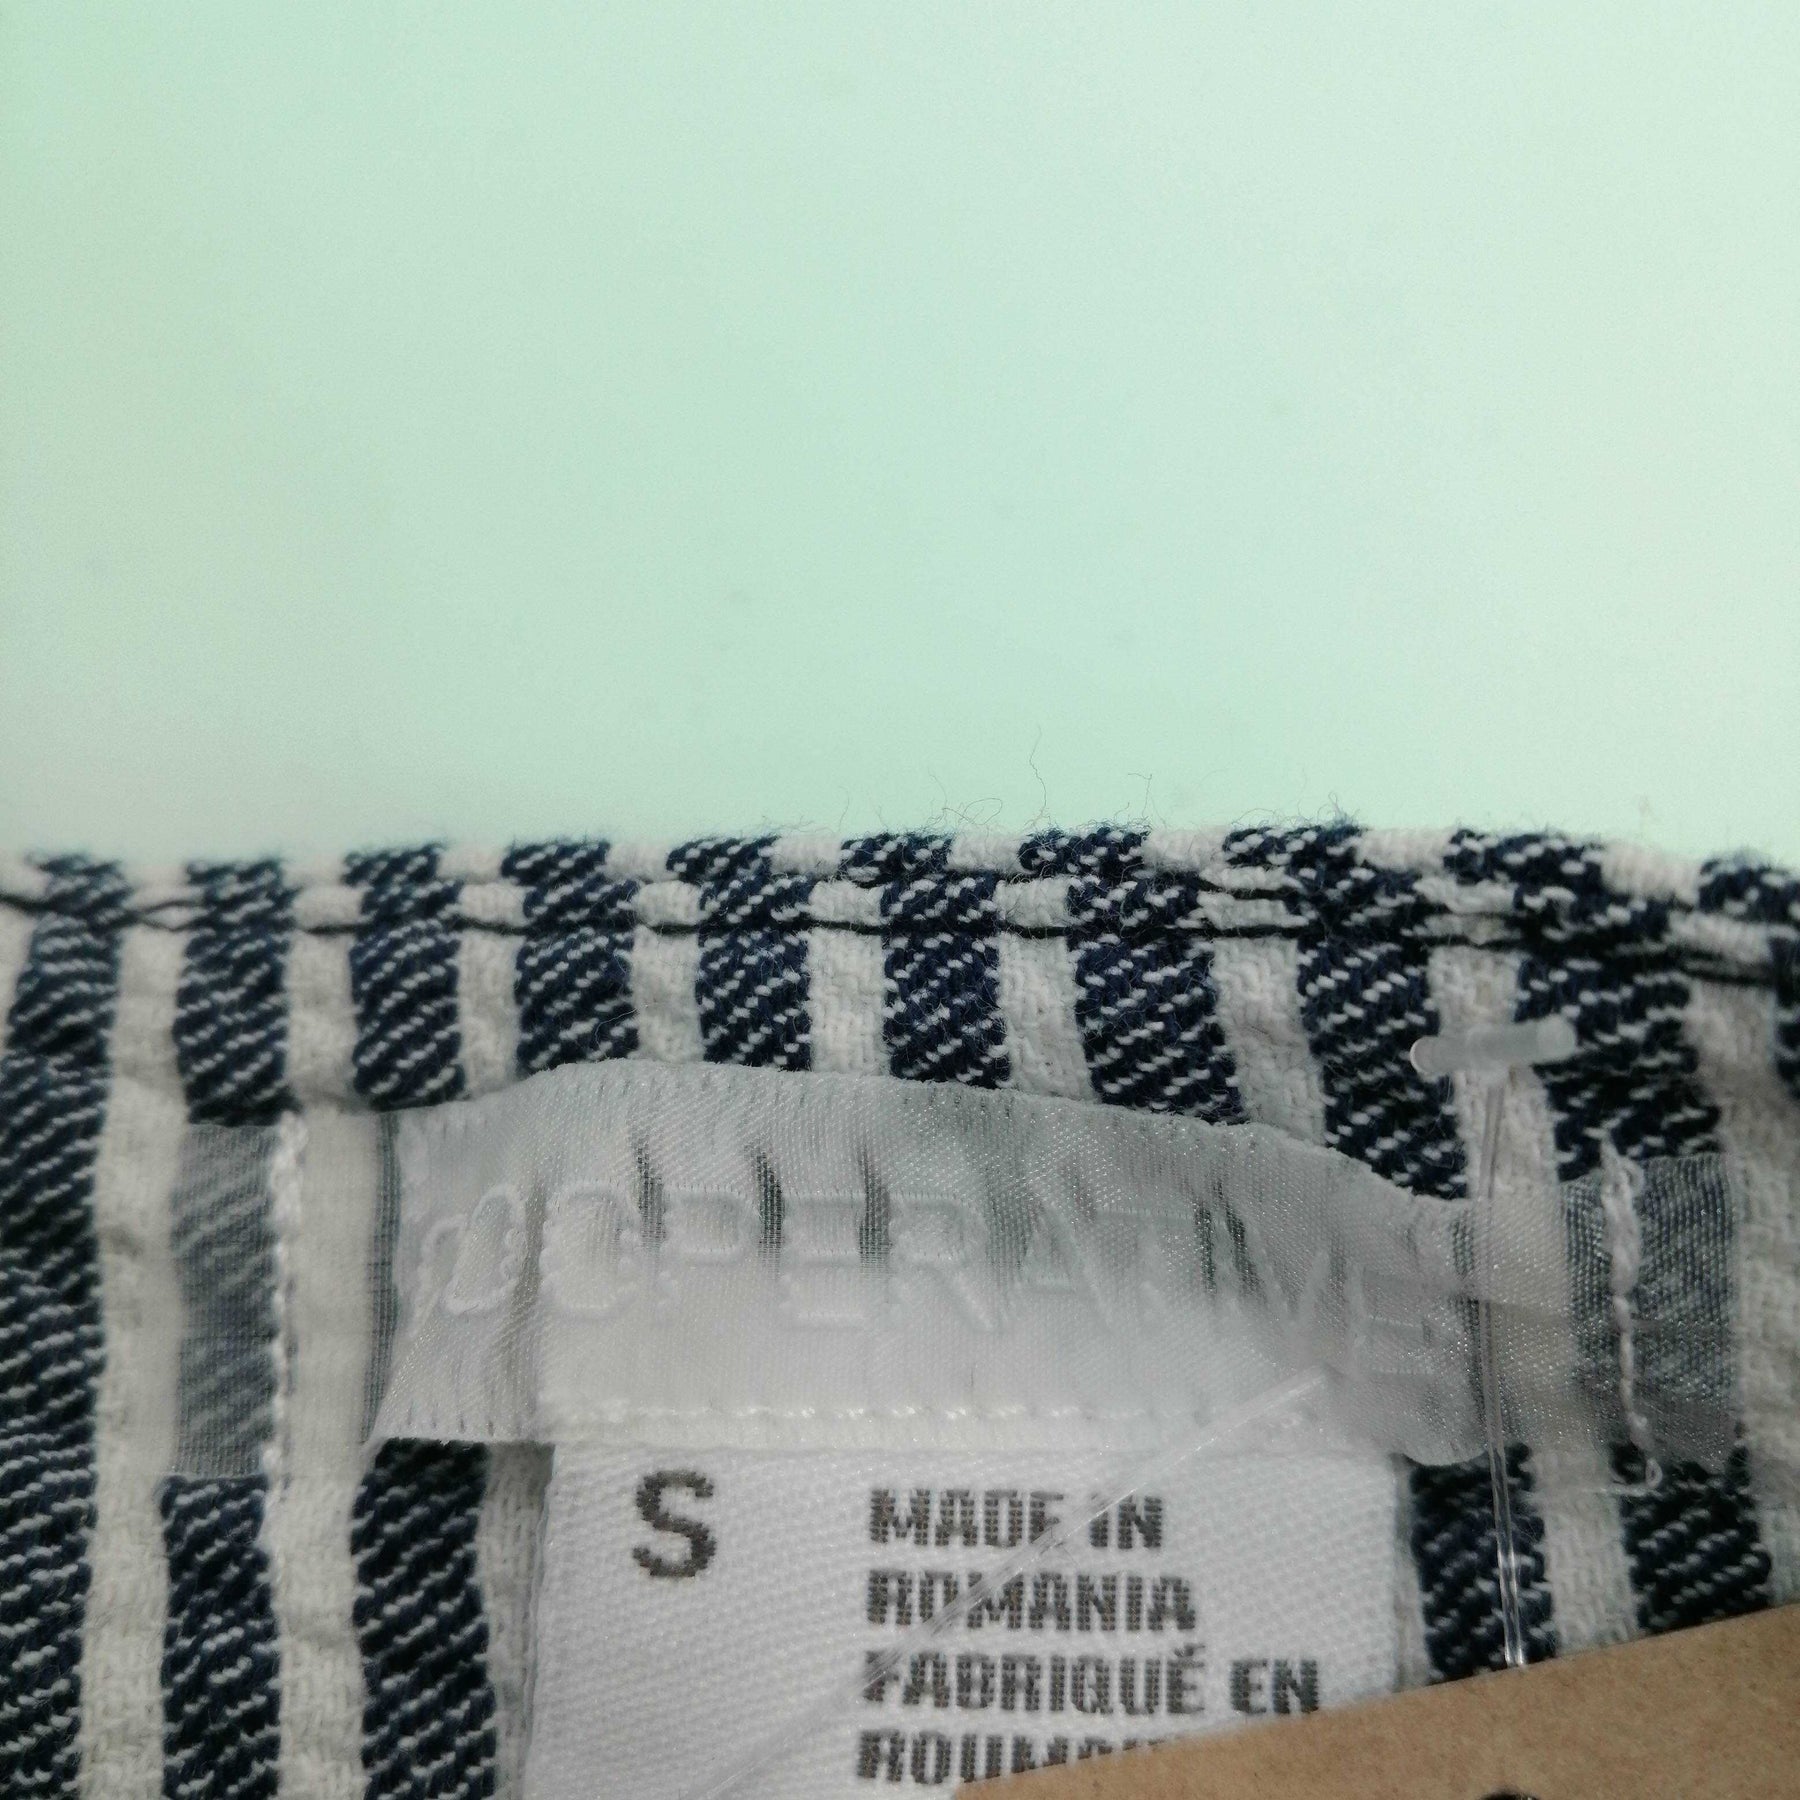 COOPERATIVE
S
MADE IN
ROMANIA
FABRIQUÉ EN